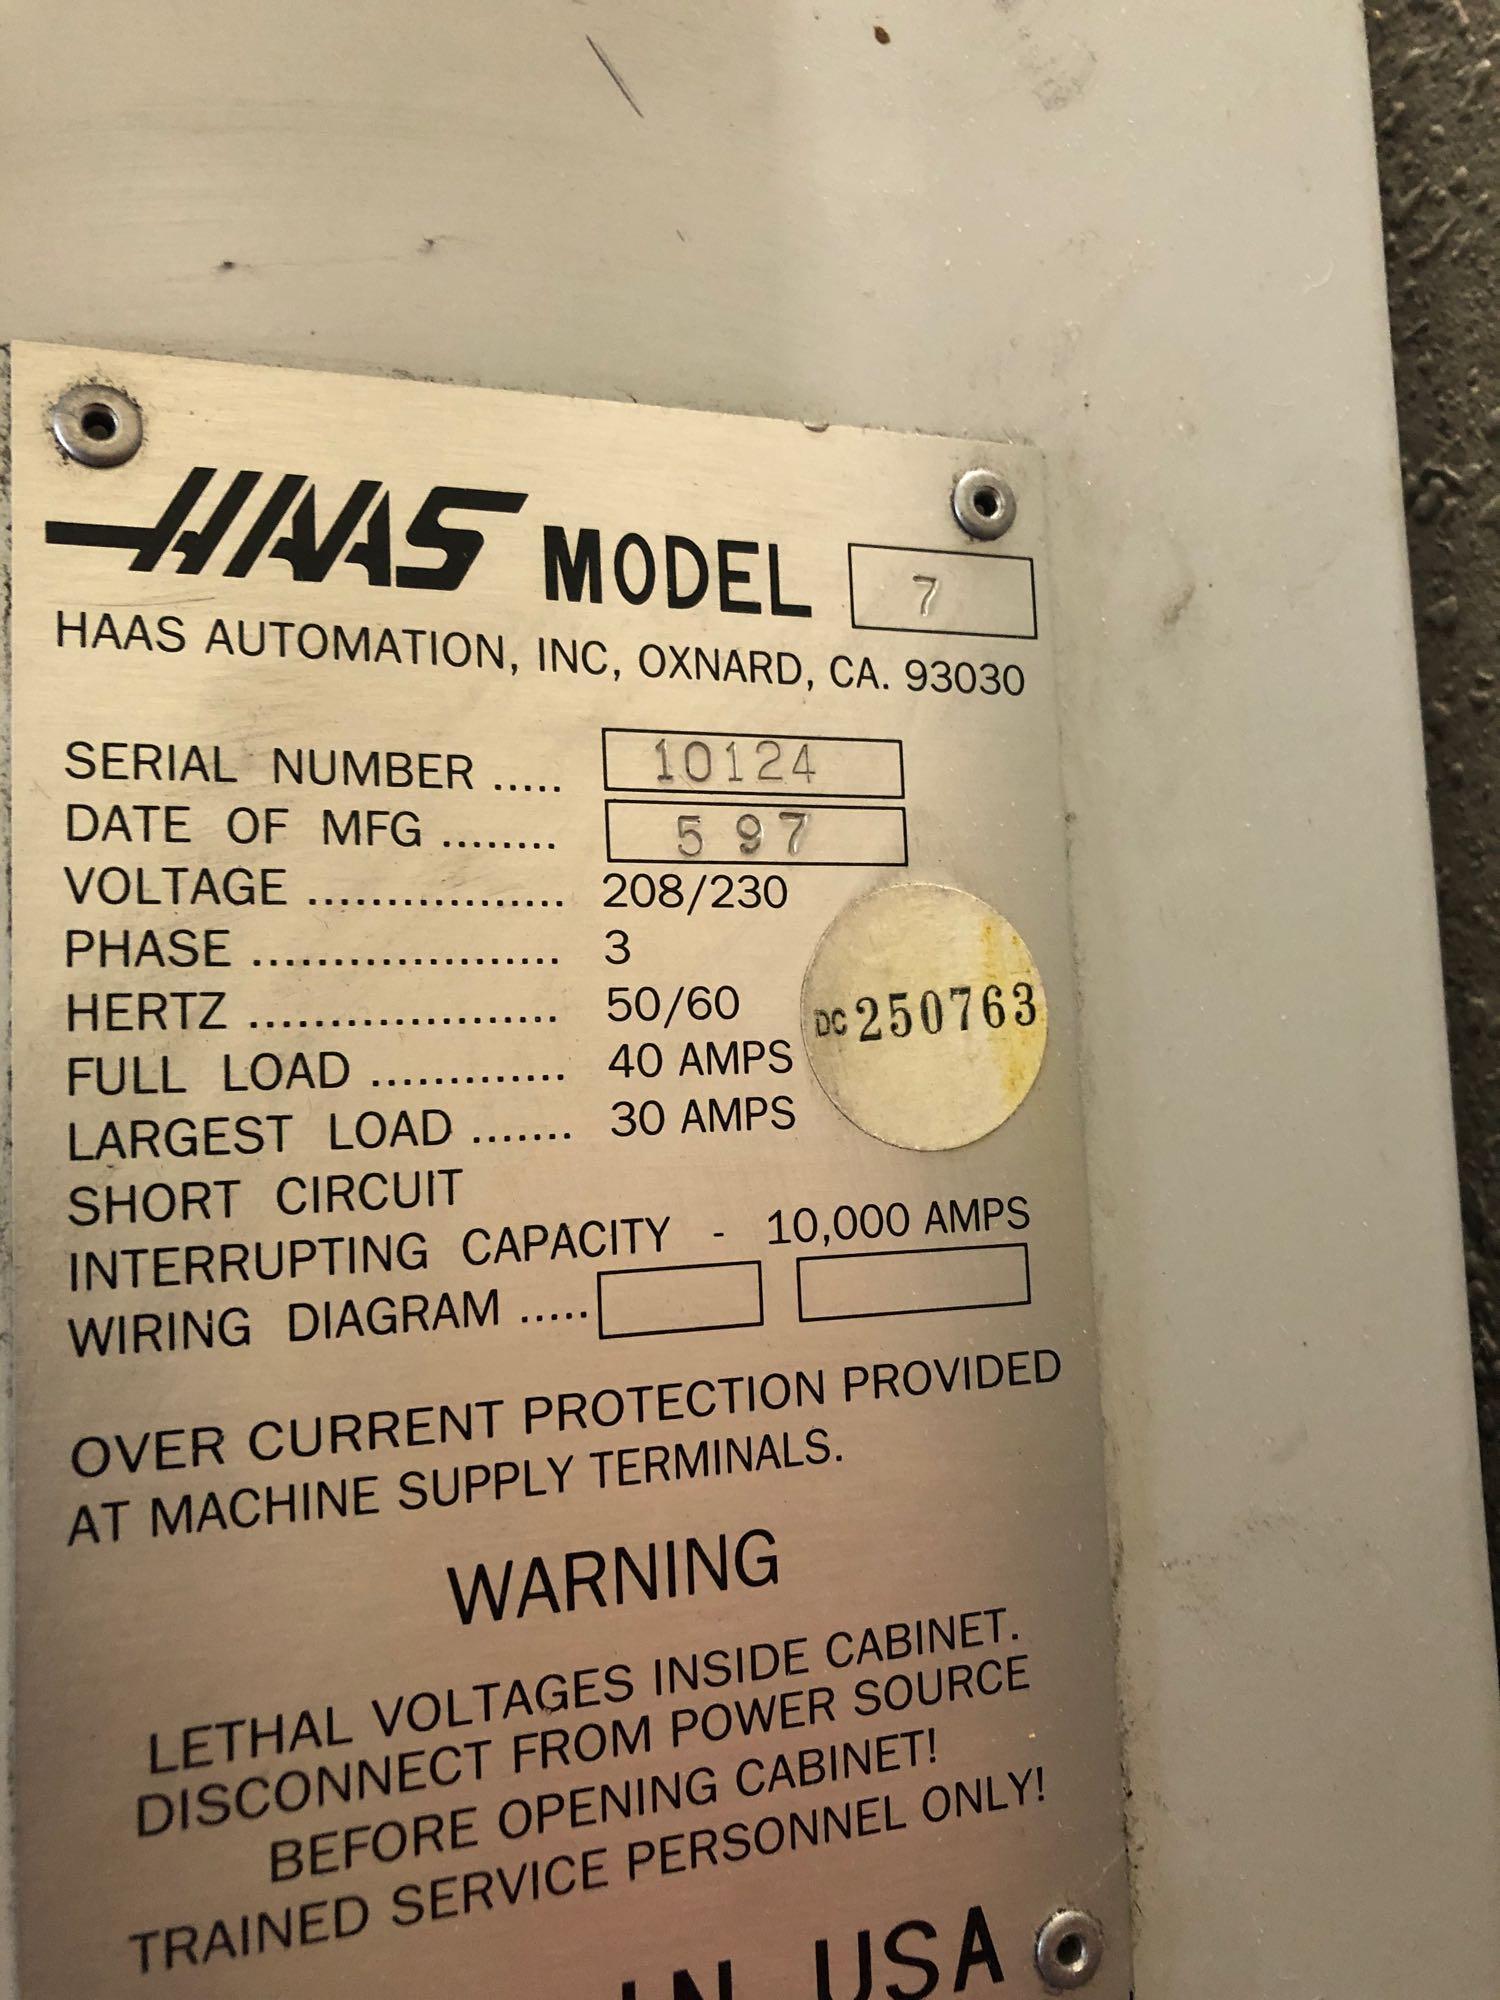 HAAS MODEL 7
HAAS AUTOMATION, INC, OXNARD, CA. 93030
SERIAL NUMBER ..... 10124
DATE OF MFG ........ 5 97
VOLTAGE ................. 208/230
PHASE .................... 3
HERTZ .................... 50/60
DC 250763
FULL LOAD ............. 40 AMPS
LARGEST LOAD ....... 30 AMPS
SHORT CIRCUIT
INTERRUPTING CAPACITY - 10,000 AMPS
WIRING DIAGRAM .....
OVER CURRENT PROTECTION PROVIDED
AT MACHINE SUPPLY TERMINALS.
WARNING
LETHAL VOLTAGES INSIDE CABINET.
DISCONNECT FROM POWER SOURCE
BEFORE OPENING CABINET!
TRAINED SERVICE PERSONNEL ONLY!
IN USA